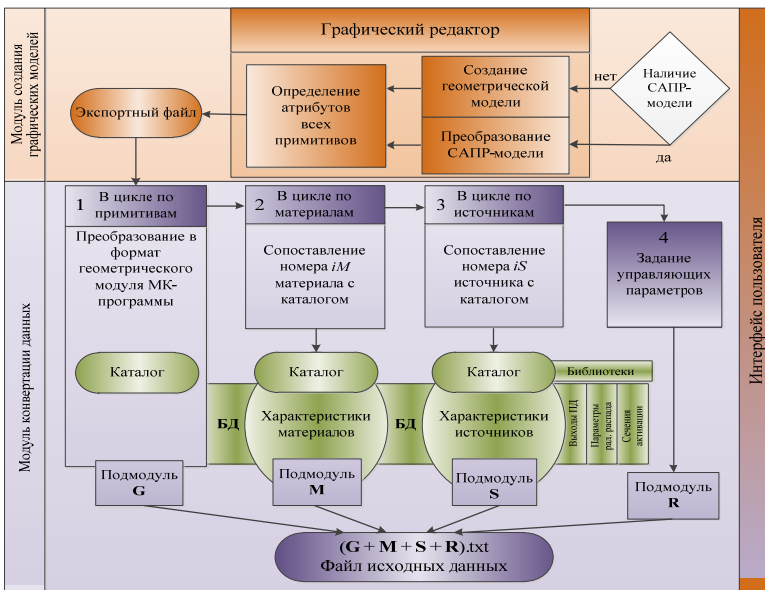 Модуль создания
графических моделей
Графический редактор
Наличие
САПР-
модели
нет
да
Создание
геометрической
модели
Преобразование
САПР-модели
Определение
атрибутов
всех
примитивов
Экспортный файл
Интерфейс пользователя
Модуль конвертации данных
1
В цикле по
примитивам
Преобразование в
формат
геометрического
модуля МК-
программы
Каталог
Подмодуль
G
2
В цикле по
материалам
Сопоставление
номера iM
материала с
каталогом
Каталог
БД
Характеристики
материалов
Подмодуль
M
3
В цикле по
источникам
Сопоставление
номера iS
источника с
каталогом
Каталог
БД
Характеристики
источников
Библиотеки
Выходы ПД
Параметры
рад. распада
Сечения
активации
Подмодуль
S
4
Задание
управляющих
параметров
Подмодуль
R
(G + M + S + R).txt
Файл исходных данных